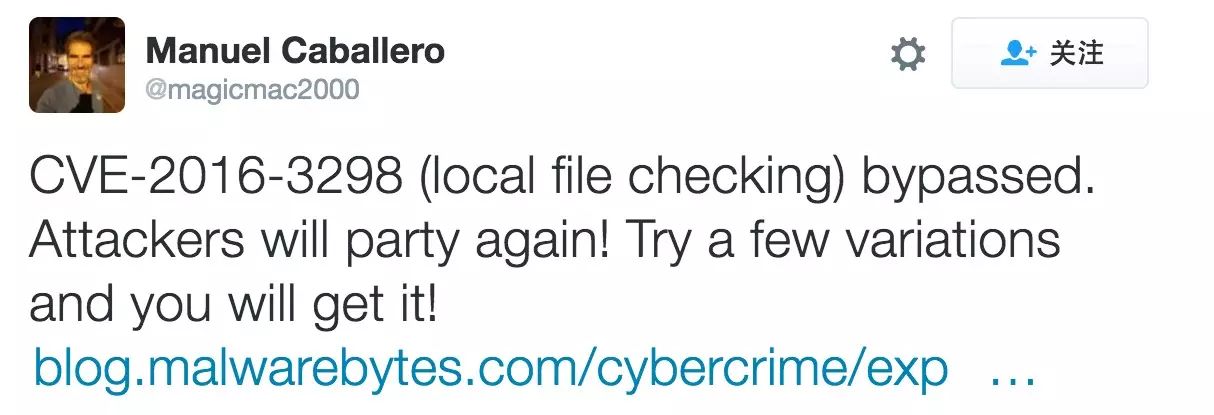 Manuel Caballero
关注
@magicmac2000
CVE-2016-3298 (local file checking) bypassed.
Attackers will party again! Try a few variations
and you will get it!
blog.malwarebytes.com/cybercrime/exp …